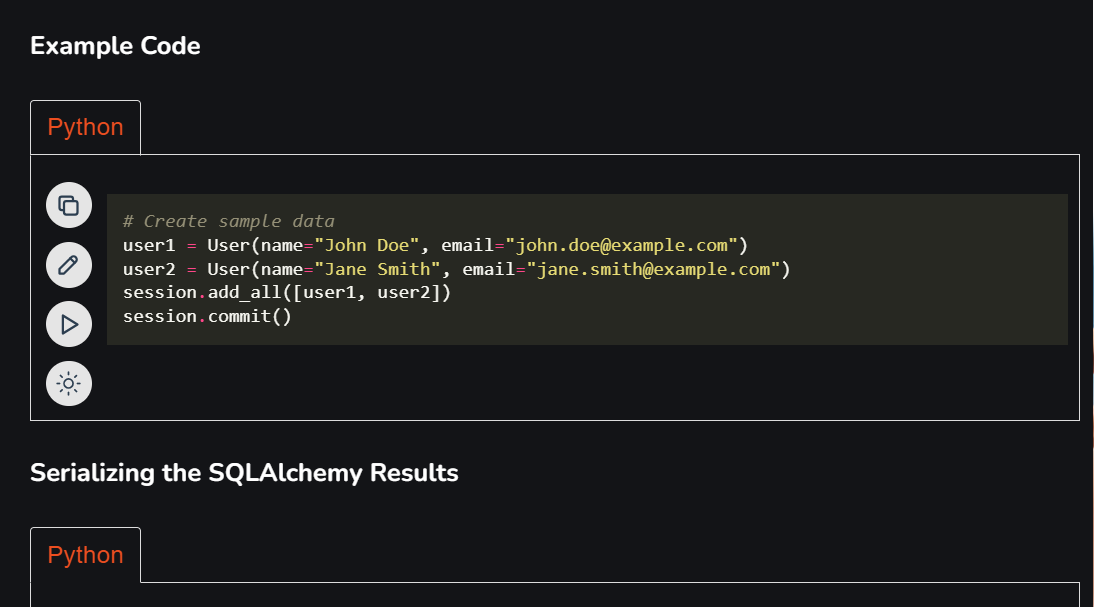 Example Code
Python
# Create sample data
user1 = User(name="John Doe", email="john.doe@example.com")
user2 = User(name="Jane Smith", email="jane.smith@example.com")
session.add_all([user1, user2])
session.commit()
Serializing the SQLAlchemy Results
Python